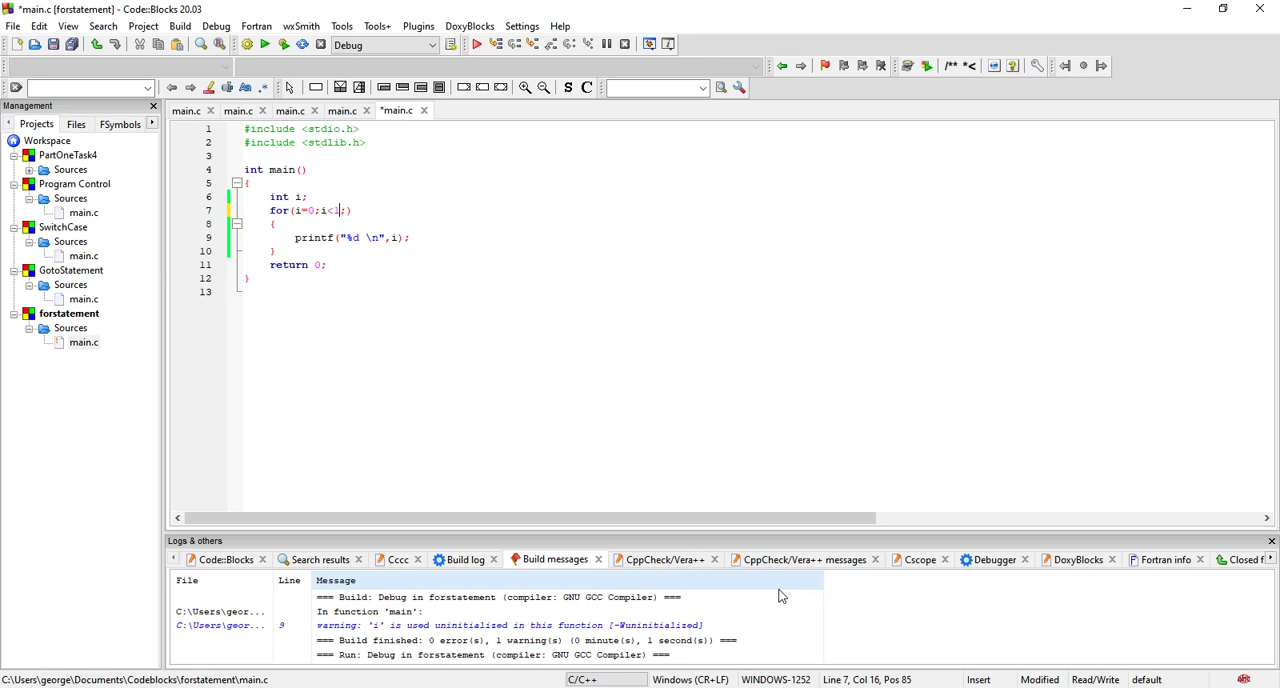 *main.c [forstatement] - Code::Blocks 20.03
File Edit View Search Project Build Debug Fortran wxSmith Tools Tools+ Plugins DoxyBlocks Settings Help
Debug
/** *<
.* S C
Management
Projects Files FSymbols
main.c main.c main.c main.c *main.c
Workspace
PartOneTask4
Sources
Program Control
Sources
main.c
SwitchCase
Sources
main.c
GotoStatement
Sources
main.c
forstatement
Sources
main.c
1 #include <stdio.h>
2 #include <stdlib.h>
3
4 int main()
5 {
6 int i;
7 for(i=0;i<1;)
8 {
9 printf("%d \n",i);
10 }
11 return 0;
12 }
13
Logs & others
Code::Blocks Search results Cccc Build log Build messages CppCheck/Vera++ CppCheck/Vera++ messages Cscope Debugger DoxyBlocks Fortran info Closed f
File Line Message
=== Build: Debug in forstatement (compiler: GNU GCC Compiler) ===
C:\Users\geor... In function 'main':
C:\Users\geor... 9 warning: 'i' is used uninitialized in this function [-Wuninitialized]
=== Build finished: 0 error(s), 1 warning(s) (0 minute(s), 1 second(s)) ===
=== Run: Debug in forstatement (compiler: GNU GCC Compiler) ===
C:\Users\george\Documents\Codeblocks\forstatement\main.c C/C++ Windows (CR+LF) WINDOWS-1252 Line 7, Col 16, Pos 85 Insert Modified Read/Write default